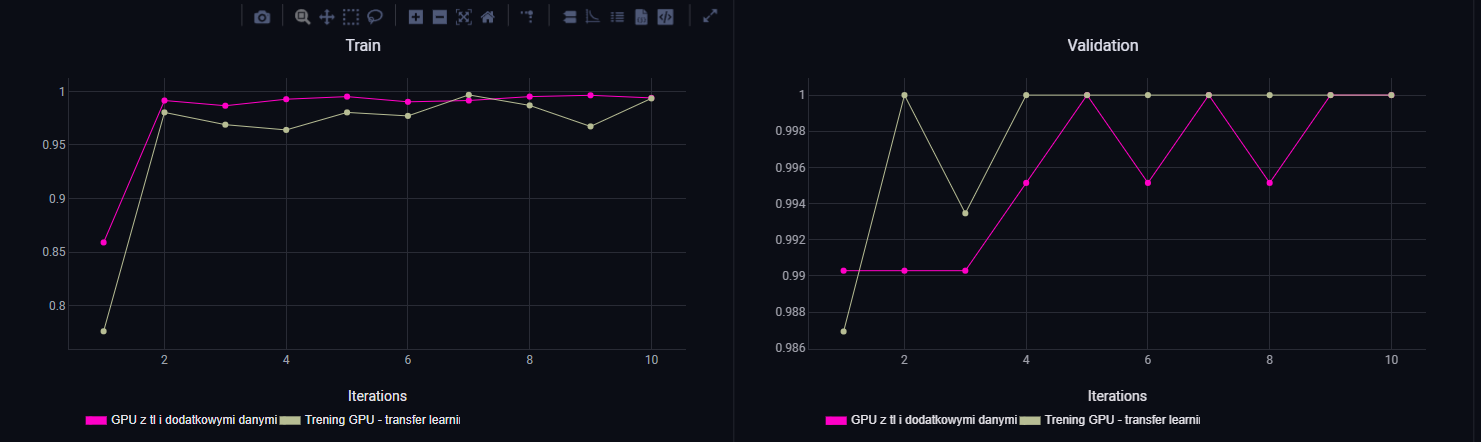 Train
1
0.95
0.9
0.85
0.8
2 4 6 8 10
Iterations
GPU z tl i dodatkowymi danymi Trening GPU - transfer learni
Validation
1
0.998
0.996
0.994
0.992
0.99
0.988
0.986
2 4 6 8 10
Iterations
GPU z tl i dodatkowymi danymi Trening GPU - transfer learni